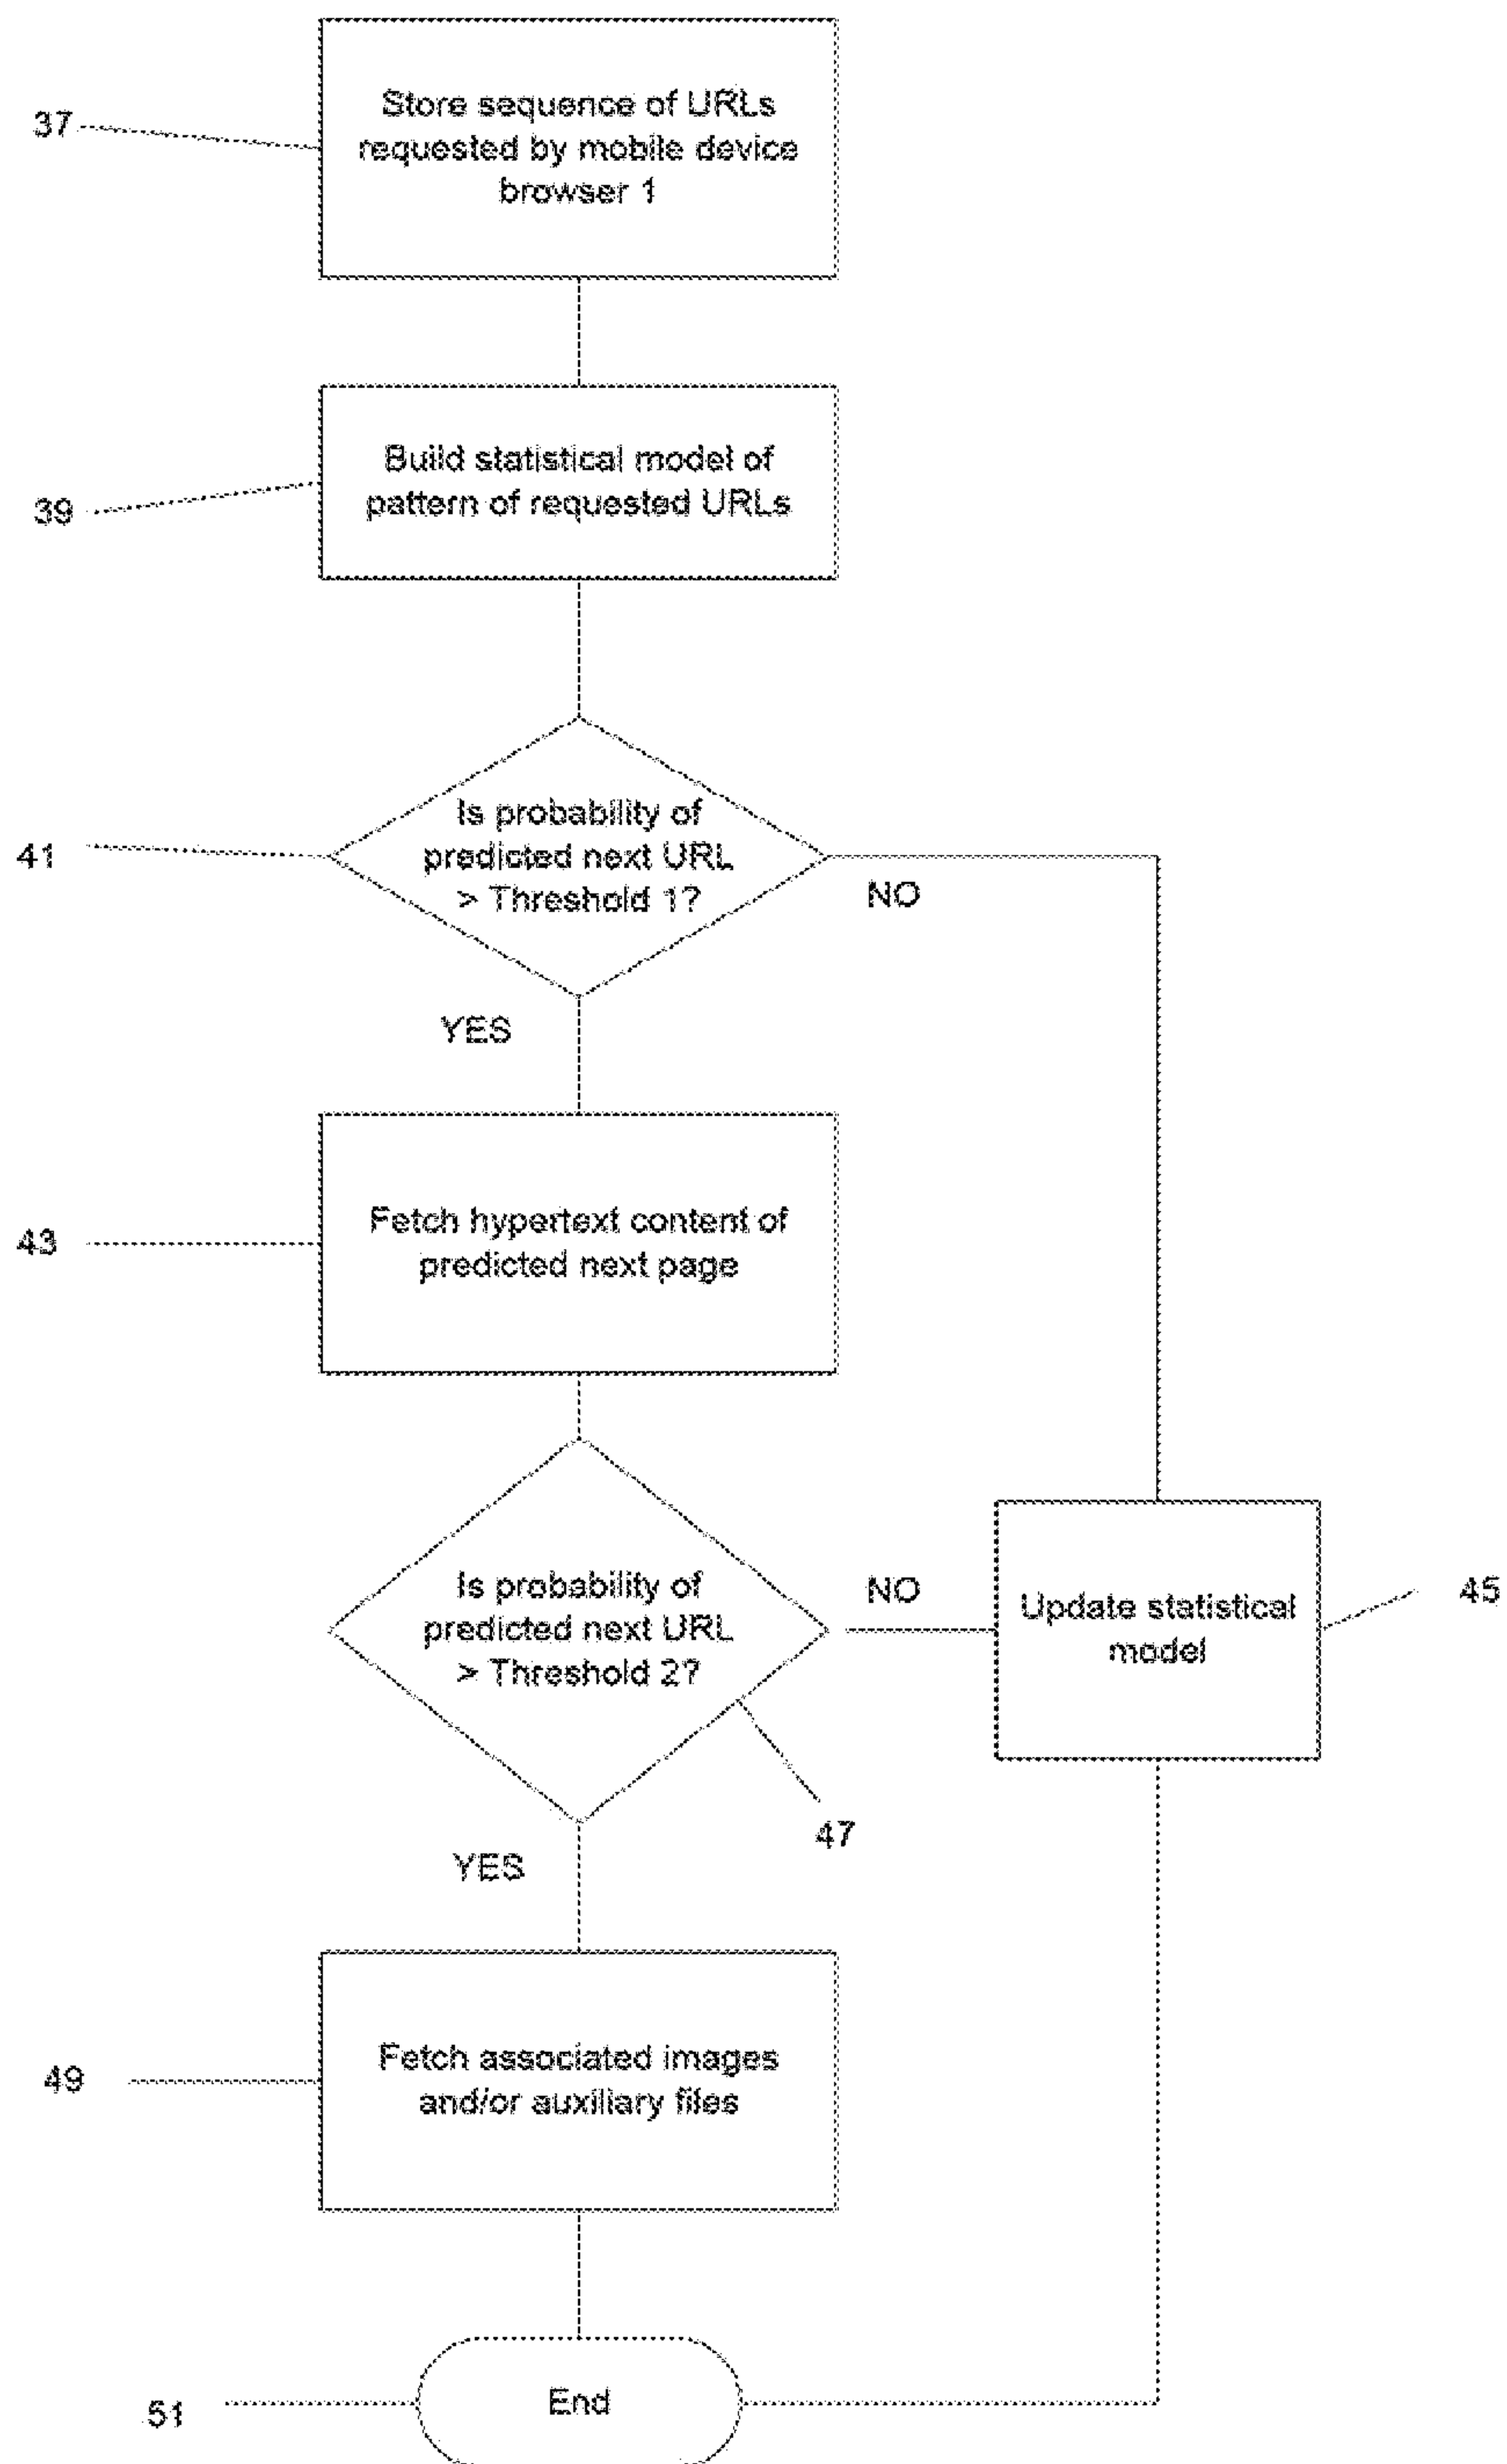 37
Store sequence of URLs
requested by mobile device
browser 1
39
Build statistical model of
pattern of requested URLs
41
Is probability of
predicted next URL
> Threshold 1?
NO
YES
43
Fetch hypertext content of
predicted next page
Is probability of
predicted next URL
> Threshold 2?
NO
Update statistical
model
45
47
YES
49
Fetch associated images
and/or auxiliary files
51
End